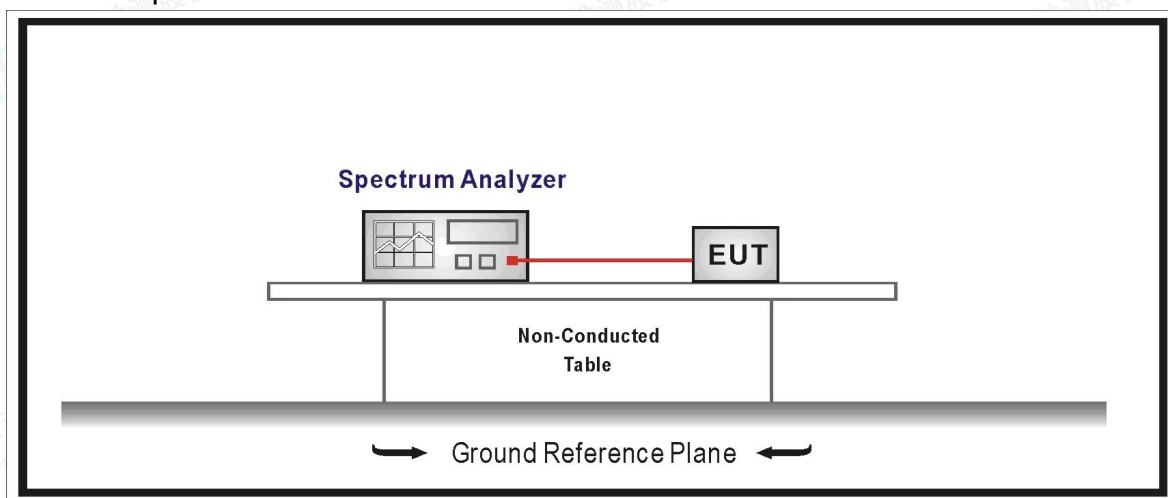 Spectrum Analyzer
EUT
Non-Conducted
Table
Ground Reference Plane